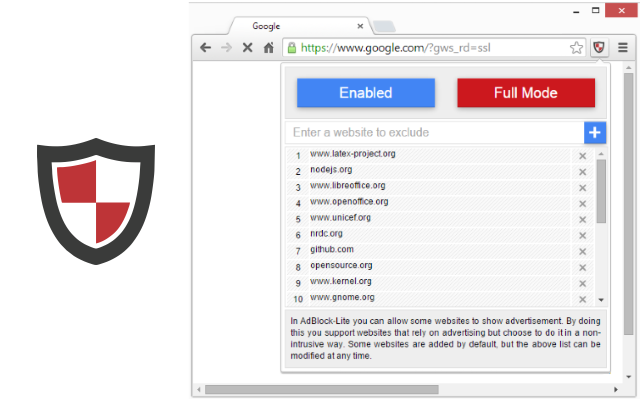 Google
https://www.google.com/?gws_rd=ssl
Enabled
Full Mode
Enter a website to exclude
1 www.latex-project.org
2 nodejs.org
3 www.libreoffice.org
4 www.openoffice.org
5 www.unicef.org
6 nrdc.org
7 github.com
8 opensource.org
9 www.kernel.org
10 www.gnome.org
In AdBlock-Lite you can allow some websites to show advertisement. By doing
this you support websites that rely on advertising but choose to do it in a non-
intrusive way. Some websites are added by default, but the above list can be
modified at any time.